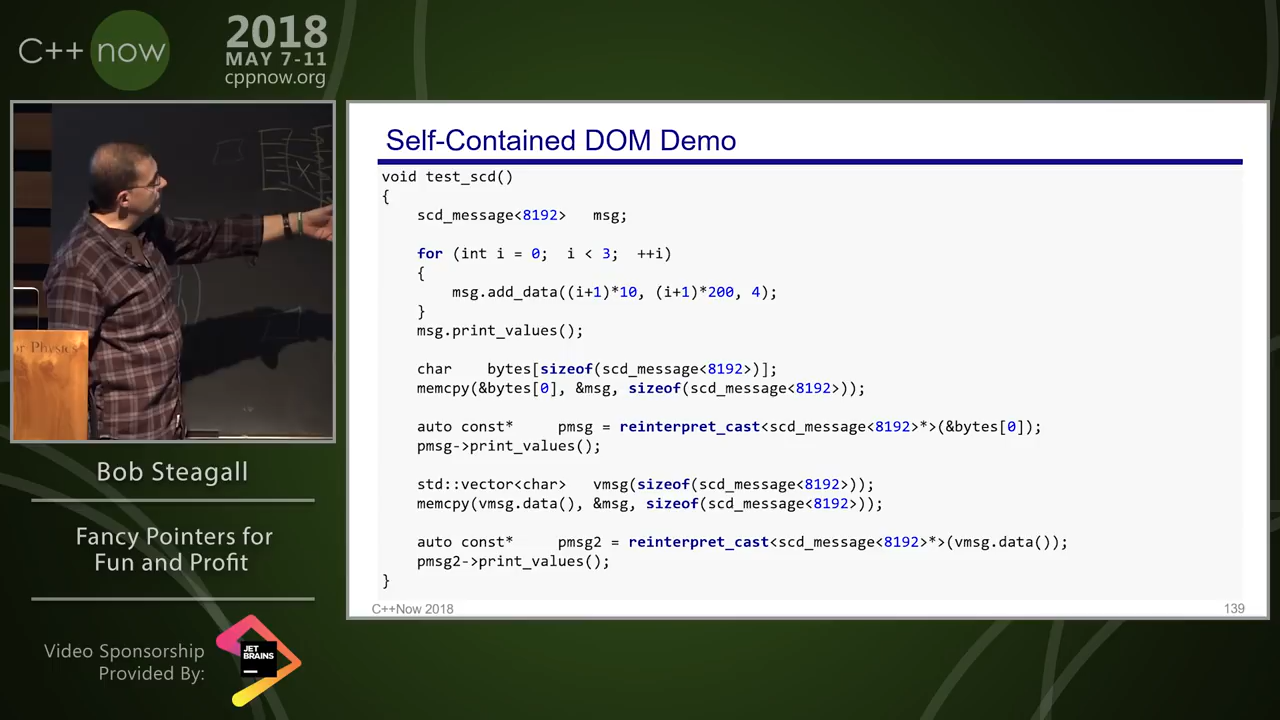 C++ now
2018
MAY 7-11
cppnow.org
Self-Contained DOM Demo
void test_scd()
{
    scd_message<8192>   msg;
    for (int i = 0;  i < 3;  ++i)
    {
        msg.add_data((i+1)*10, (i+1)*200, 4);
    }
    msg.print_values();
    char    bytes[sizeof(scd_message<8192>)];
    memcpy(&bytes[0], &msg, sizeof(scd_message<8192>));
    auto const*     pmsg = reinterpret_cast<scd_message<8192>*>(&bytes[0]);
    pmsg->print_values();
    std::vector<char>   vmsg(sizeof(scd_message<8192>));
    memcpy(vmsg.data(), &msg, sizeof(scd_message<8192>));
    auto const*     pmsg2 = reinterpret_cast<scd_message<8192>*>(vmsg.data());
    pmsg2->print_values();
}
C++Now 2018
139
or Physics
Bob Steagall
Fancy Pointers for
Fun and Profit
Video Sponsorship
Provided By:
JET
BRAINS